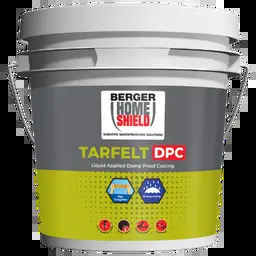 BERGER
HOME
SHIELD
SCIENTIFIC WATERPROOFING SOLUTIONS
TARFELT DPC
Liquid Applied Damp Proof Coating